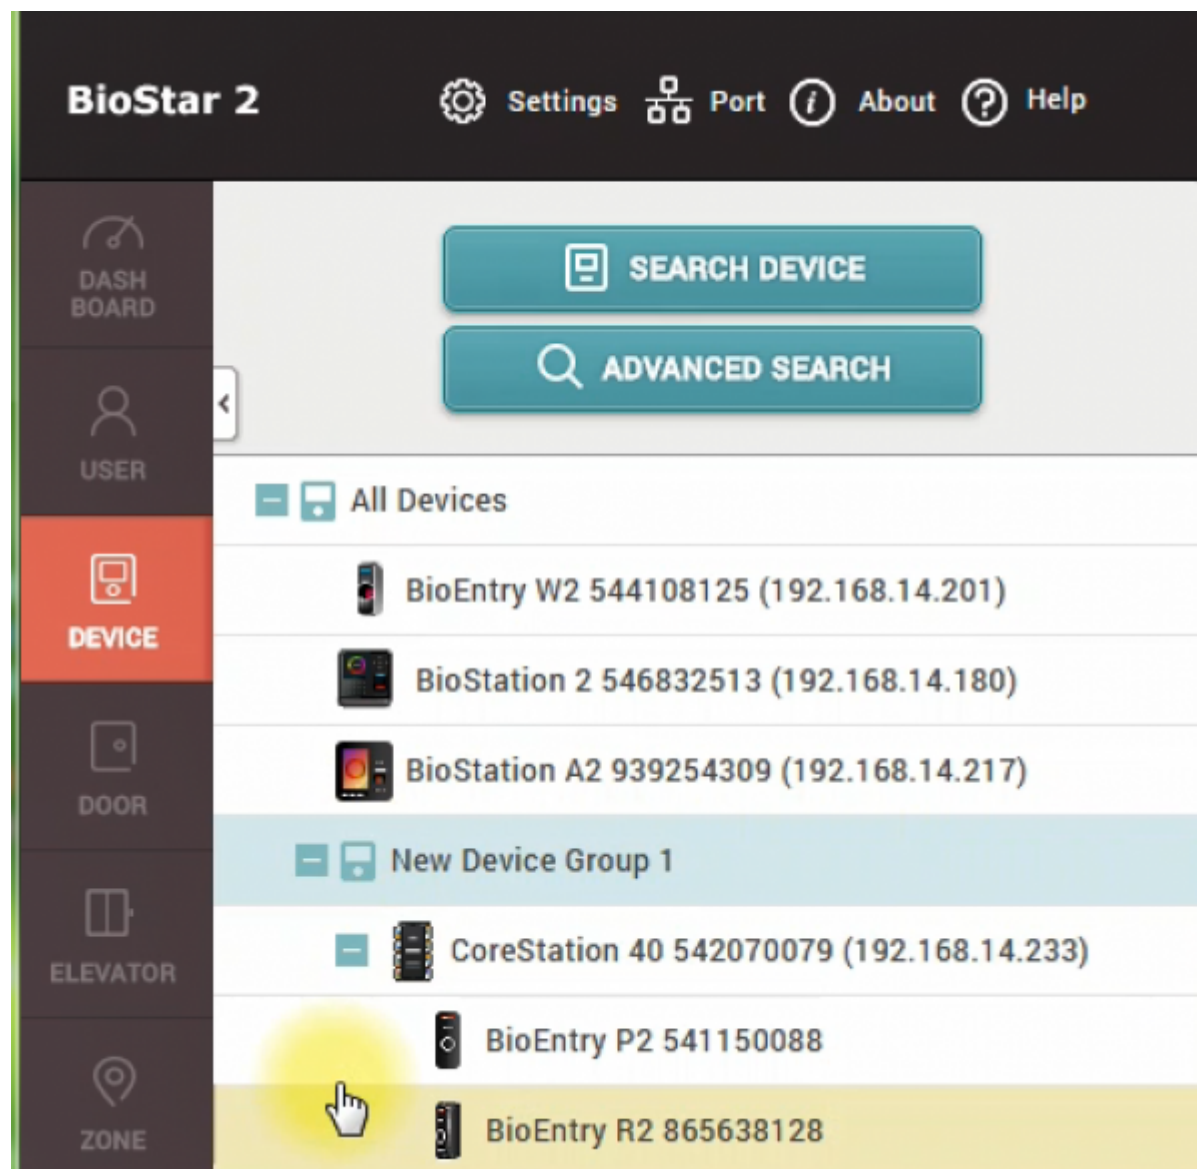 BioStar 2
Settings Port About Help
DASH
BOARD
USER
DEVICE
DOOR
ELEVATOR
ZONE
SEARCH DEVICE
ADVANCED SEARCH
All Devices
BioEntry W2 544108125 (192.168.14.201)
BioStation 2 546832513 (192.168.14.180)
BioStation A2 939254309 (192.168.14.217)
New Device Group 1
CoreStation 40 542070079 (192.168.14.233)
BioEntry P2 541150088
BioEntry R2 865638128